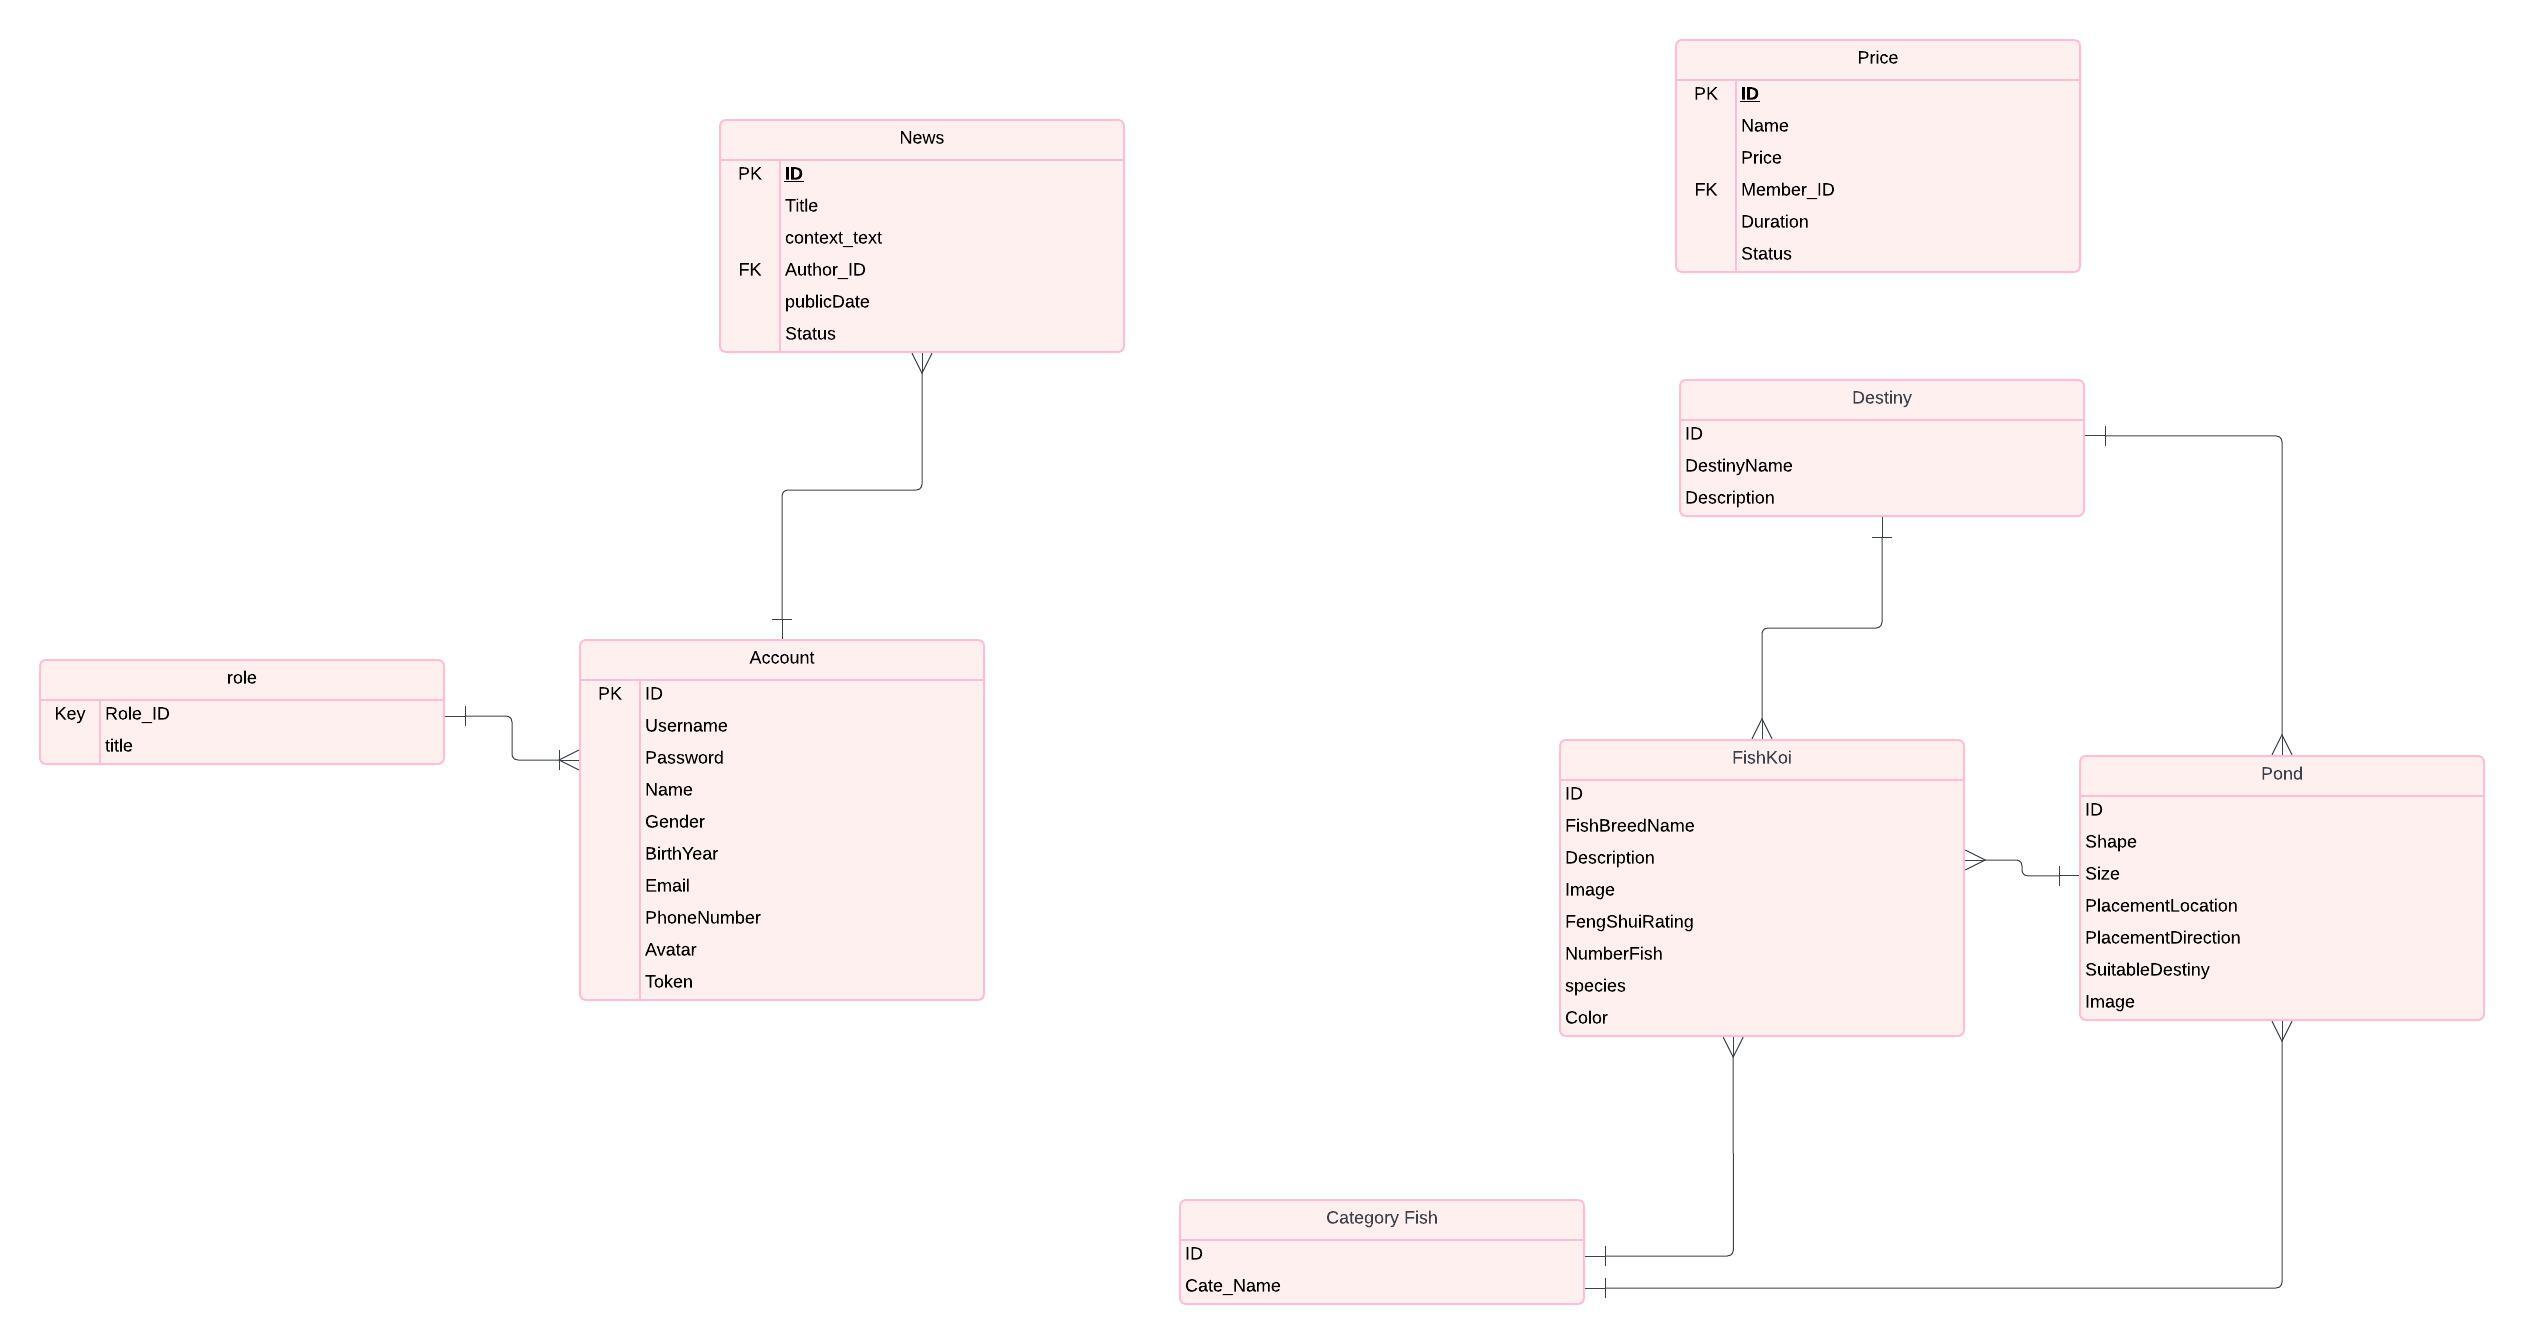 Price
PK ID
Name
Price
FK Member_ID
Duration
Status
News
PK ID
Title
context_text
FK Author_ID
publicDate
Status
Destiny
ID
DestinyName
Description
role
Key Role_ID
title
Account
PK ID
Username
Password
Name
Gender
BirthYear
Email
PhoneNumber
Avatar
Token
FishKoi
ID
FishBreedName
Description
Image
FengShuiRating
NumberFish
species
Color
Pond
ID
Shape
Size
PlacementLocation
PlacementDirection
SuitableDestiny
Image
Category Fish
ID
Cate_Name